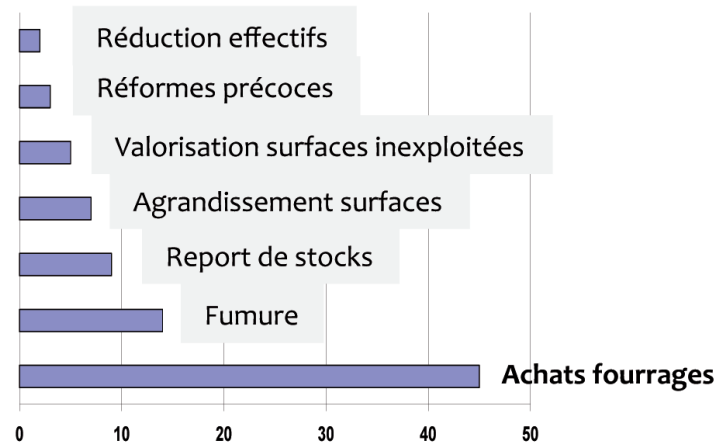 Réduction effectifs
Réformes précoces
Valorisation surfaces inexploitées
Agrandissement surfaces
Report de stocks
Fumure
Achats fourrages
0 10 20 30 40 50